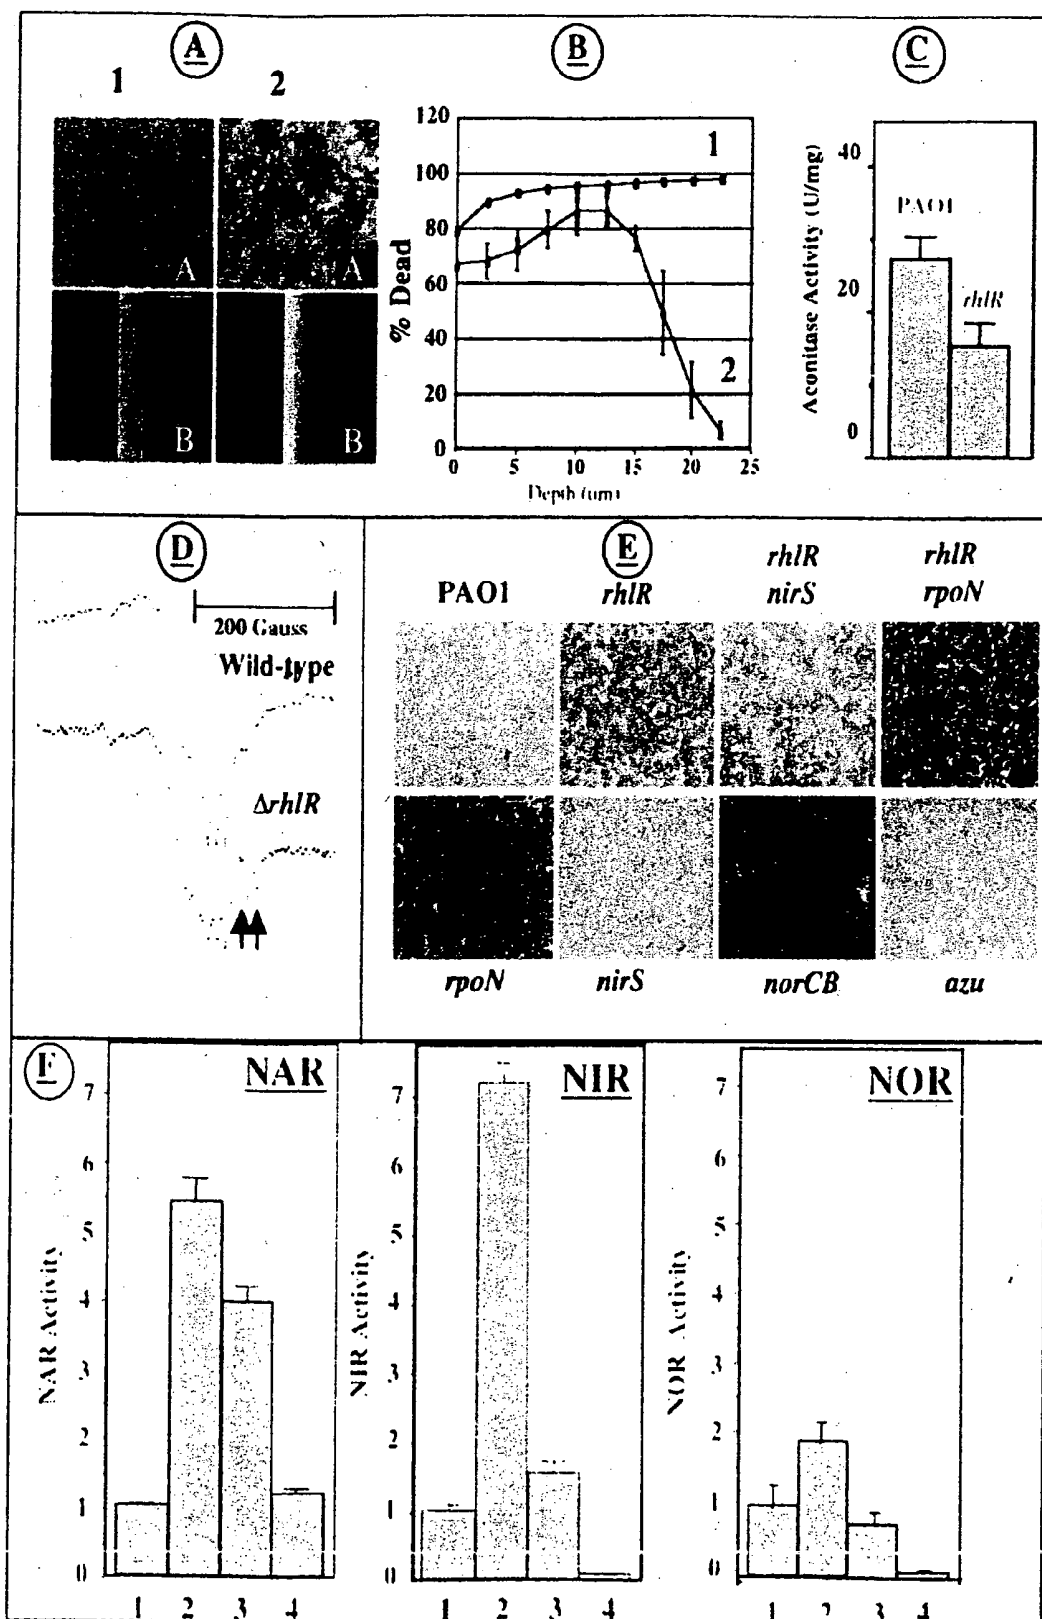 A
1 2
A A
B B
B
120
100
80
60
40
20
0
% Dead
1
2
0 5 10 15 20 25
Depth (um)
C
40
20
0
Aconitase Activity (U/mg)
PAO1
rhlR
D
200 Gauss
Wild-type
ΔrhlR
E
PAO1 rhlR rhlR nirS rhlR rpoN
rpoN nirS norCB azu
F
NAR
7
6
5
4
3
2
1
0
NAR Activity
1 2 3 4
NIR
7
6
5
4
3
2
1
0
NIR Activity
1 2 3 4
NOR
7
6
5
4
3
2
1
0
NOR Activity
1 2 3 4